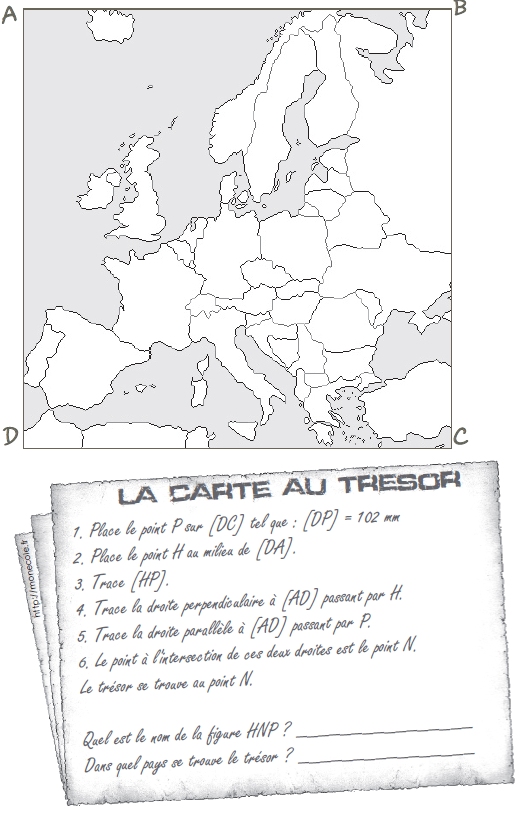 A
B
D
C
LA CARTE AU TRESOR
1. Place le point P sur [DC] tel que : [DP] = 102 mm
2. Place le point H au milieu de [DA].
3. Trace [HP].
4. Trace la droite perpendiculaire à [AD] passant par H.
5. Trace la droite parallèle à [AD] passant par P.
6. Le point à l'intersection de ces deux droites est le point N.
Le trésor se trouve au point N.
Quel est le nom de la figure HNP ? ____________________
Dans quel pays se trouve le trésor ? ____________________
http://monecole.fr